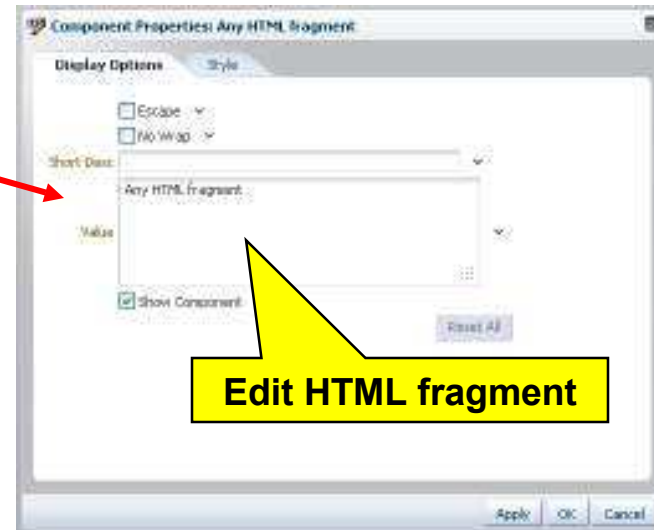 Component Properties: Any HTML fragment
Display Options Style
Escape
No Wrap
Short Desc
Any HTML fragment
Value
Show Component
Reset All
Edit HTML fragment
Apply OK Cancel